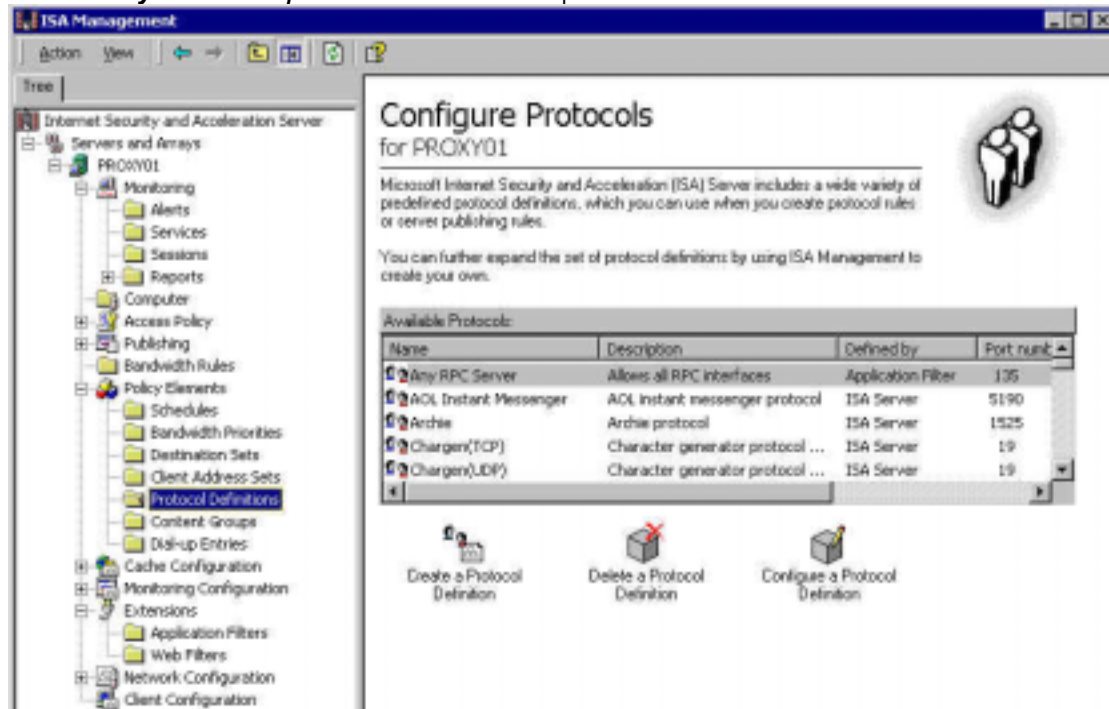 ISA Management
Action View
Tree
Internet Security and Acceleration Server
Servers and Arrays
PROXY01
Monitoring
Alerts
Services
Sessions
Reports
Computer
Access Policy
Publishing
Bandwidth Rules
Policy Elements
Schedules
Bandwidth Priorities
Destination Sets
Client Address Sets
Protocol Definitions
Content Groups
Dial-up Entries
Cache Configuration
Monitoring Configuration
Extensions
Application Filters
Web Filters
Network Configuration
Client Configuration
Configure Protocols
for PROXY01
Microsoft Internet Security and Acceleration (ISA) Server includes a wide variety of
predefined protocol definitions, which you can use when you create protocol rules
or server publishing rules.
You can further expand the set of protocol definitions by using ISA Management to
create your own.
Available Protocols:
Name Description Defined by Port numb
Any RPC Server Allows all RPC interfaces Application Filter 135
AOL Instant Messenger AOL instant messenger protocol ISA Server 5190
Archie Archie protocol ISA Server 1525
Chargen(TCP) Character generator protocol ... ISA Server 19
Chargen(UDP) Character generator protocol ... ISA Server 19
Create a Protocol
Definition
Delete a Protocol
Definition
Configure a Protocol
Definition